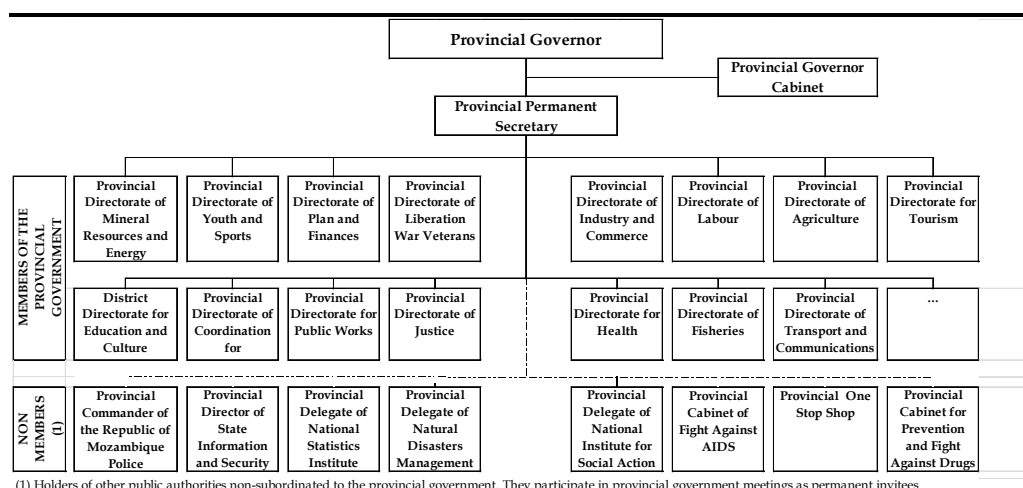 Provincial Governor
Provincial Governor
Cabinet
Provincial Permanent
Secretary
MEMBERS OF THE
PROVINCIAL
GOVERNMENT
Provincial
Directorate of
Mineral
Resources and
Energy
Provincial
Directorate of
Youth and
Sports
Provincial
Directorate of
Plan and
Finances
Provincial
Directorate of
Liberation
War Veterans
Provincial
Directorate of
Industry and
Commerce
Provincial
Directorate of
Labour
Provincial
Directorate of
Agriculture
Provincial
Directorate for
Tourism
District
Directorate for
Education and
Culture
Provincial
Directorate of
Coordination
for
Provincial
Directorate for
Public Works
Provincial
Directorate of
Justice
Provincial
Directorate for
Health
Provincial
Directorate of
Fisheries
Provincial
Directorate of
Transport and
Communications
...
NON
MEMBERS
(1)
Provincial
Commander of
the Republic of
Mozambique
Police
Provincial
Director of
State
Information
and Security
Provincial
Delegate of
National
Statistics
Institute
Provincial
Delegate of
Natural
Disasters
Management
Provincial
Delegate of
National
Institute for
Social Action
Provincial
Cabinet of
Fight Against
AIDS
Provincial One
Stop Shop
Provincial
Cabinet for
Prevention
and Fight
Against Drugs
(1) Holders of other public authorities non-subordinated to the provincial government. They participate in provincial government meetings as permanent invitees